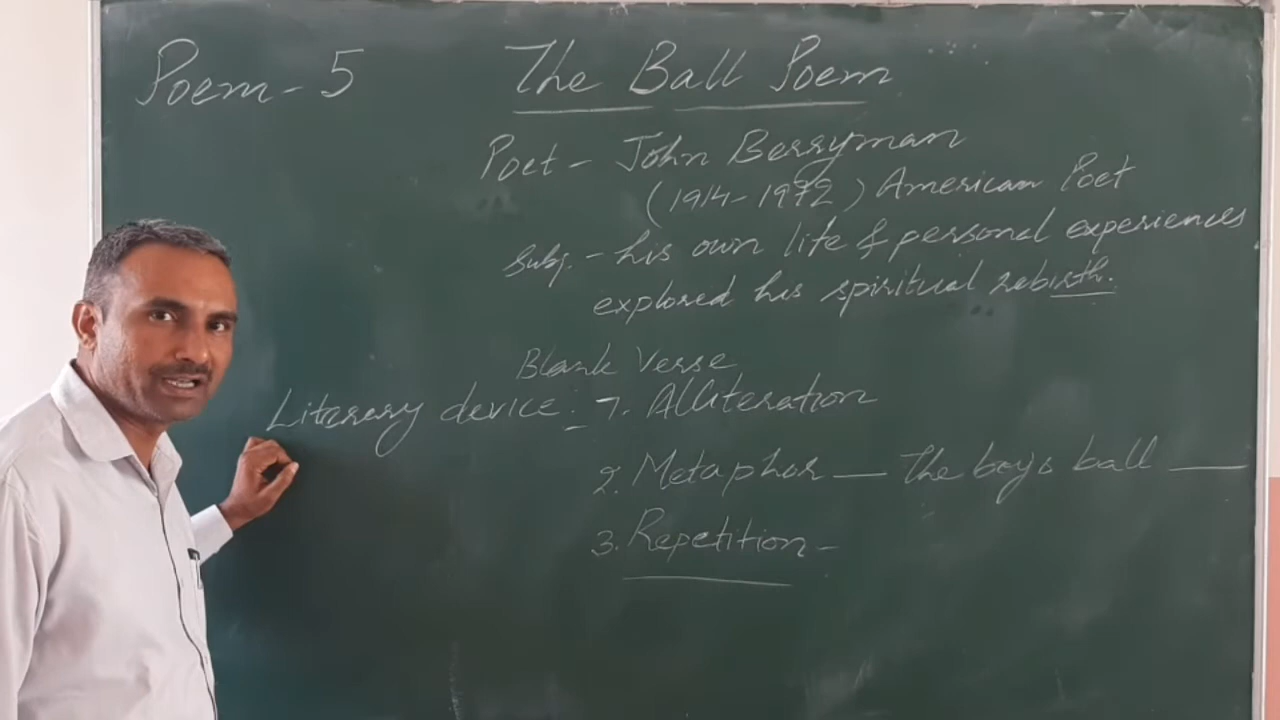 Poem - 5
The Ball Poem
Poet - John Berryman
(1914-1972) American Poet
Subj. - his own life & personal experiences
explored his spiritual rebirth.
Blank Verse
Literary device : 1. Alliteration
2. Metaphor — The boy's ball —
3. Repetition -